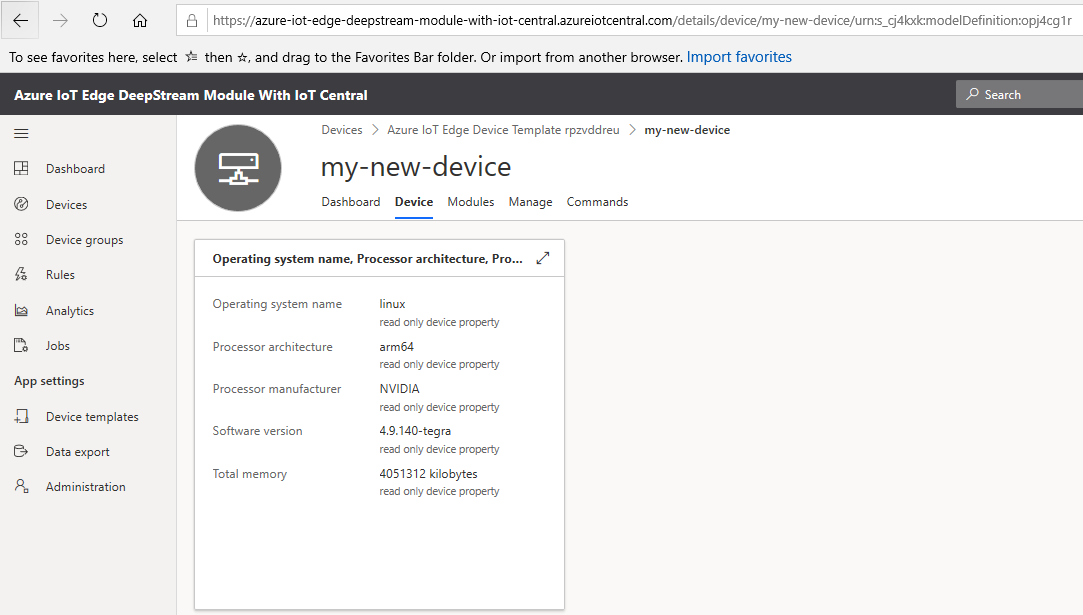 https://azure-iot-edge-deepstream-module-with-iot-central.azureiotcentral.com/details/device/my-new-device/urn:s_cj4kxk:modelDefinition:opj4cg1r
To see favorites here, select then ☆, and drag to the Favorites Bar folder. Or import from another browser. Import favorites
Azure IoT Edge DeepStream Module With IoT Central
Search
Dashboard
Devices
Device groups
Rules
Analytics
Jobs
App settings
Device templates
Data export
Administration
Devices > Azure IoT Edge Device Template rpzvddreu > my-new-device
my-new-device
Dashboard Device Modules Manage Commands
Operating system name, Processor architecture, Pro...
Operating system name linux
read only device property
Processor architecture arm64
read only device property
Processor manufacturer NVIDIA
read only device property
Software version 4.9.140-tegra
read only device property
Total memory 4051312 kilobytes
read only device property